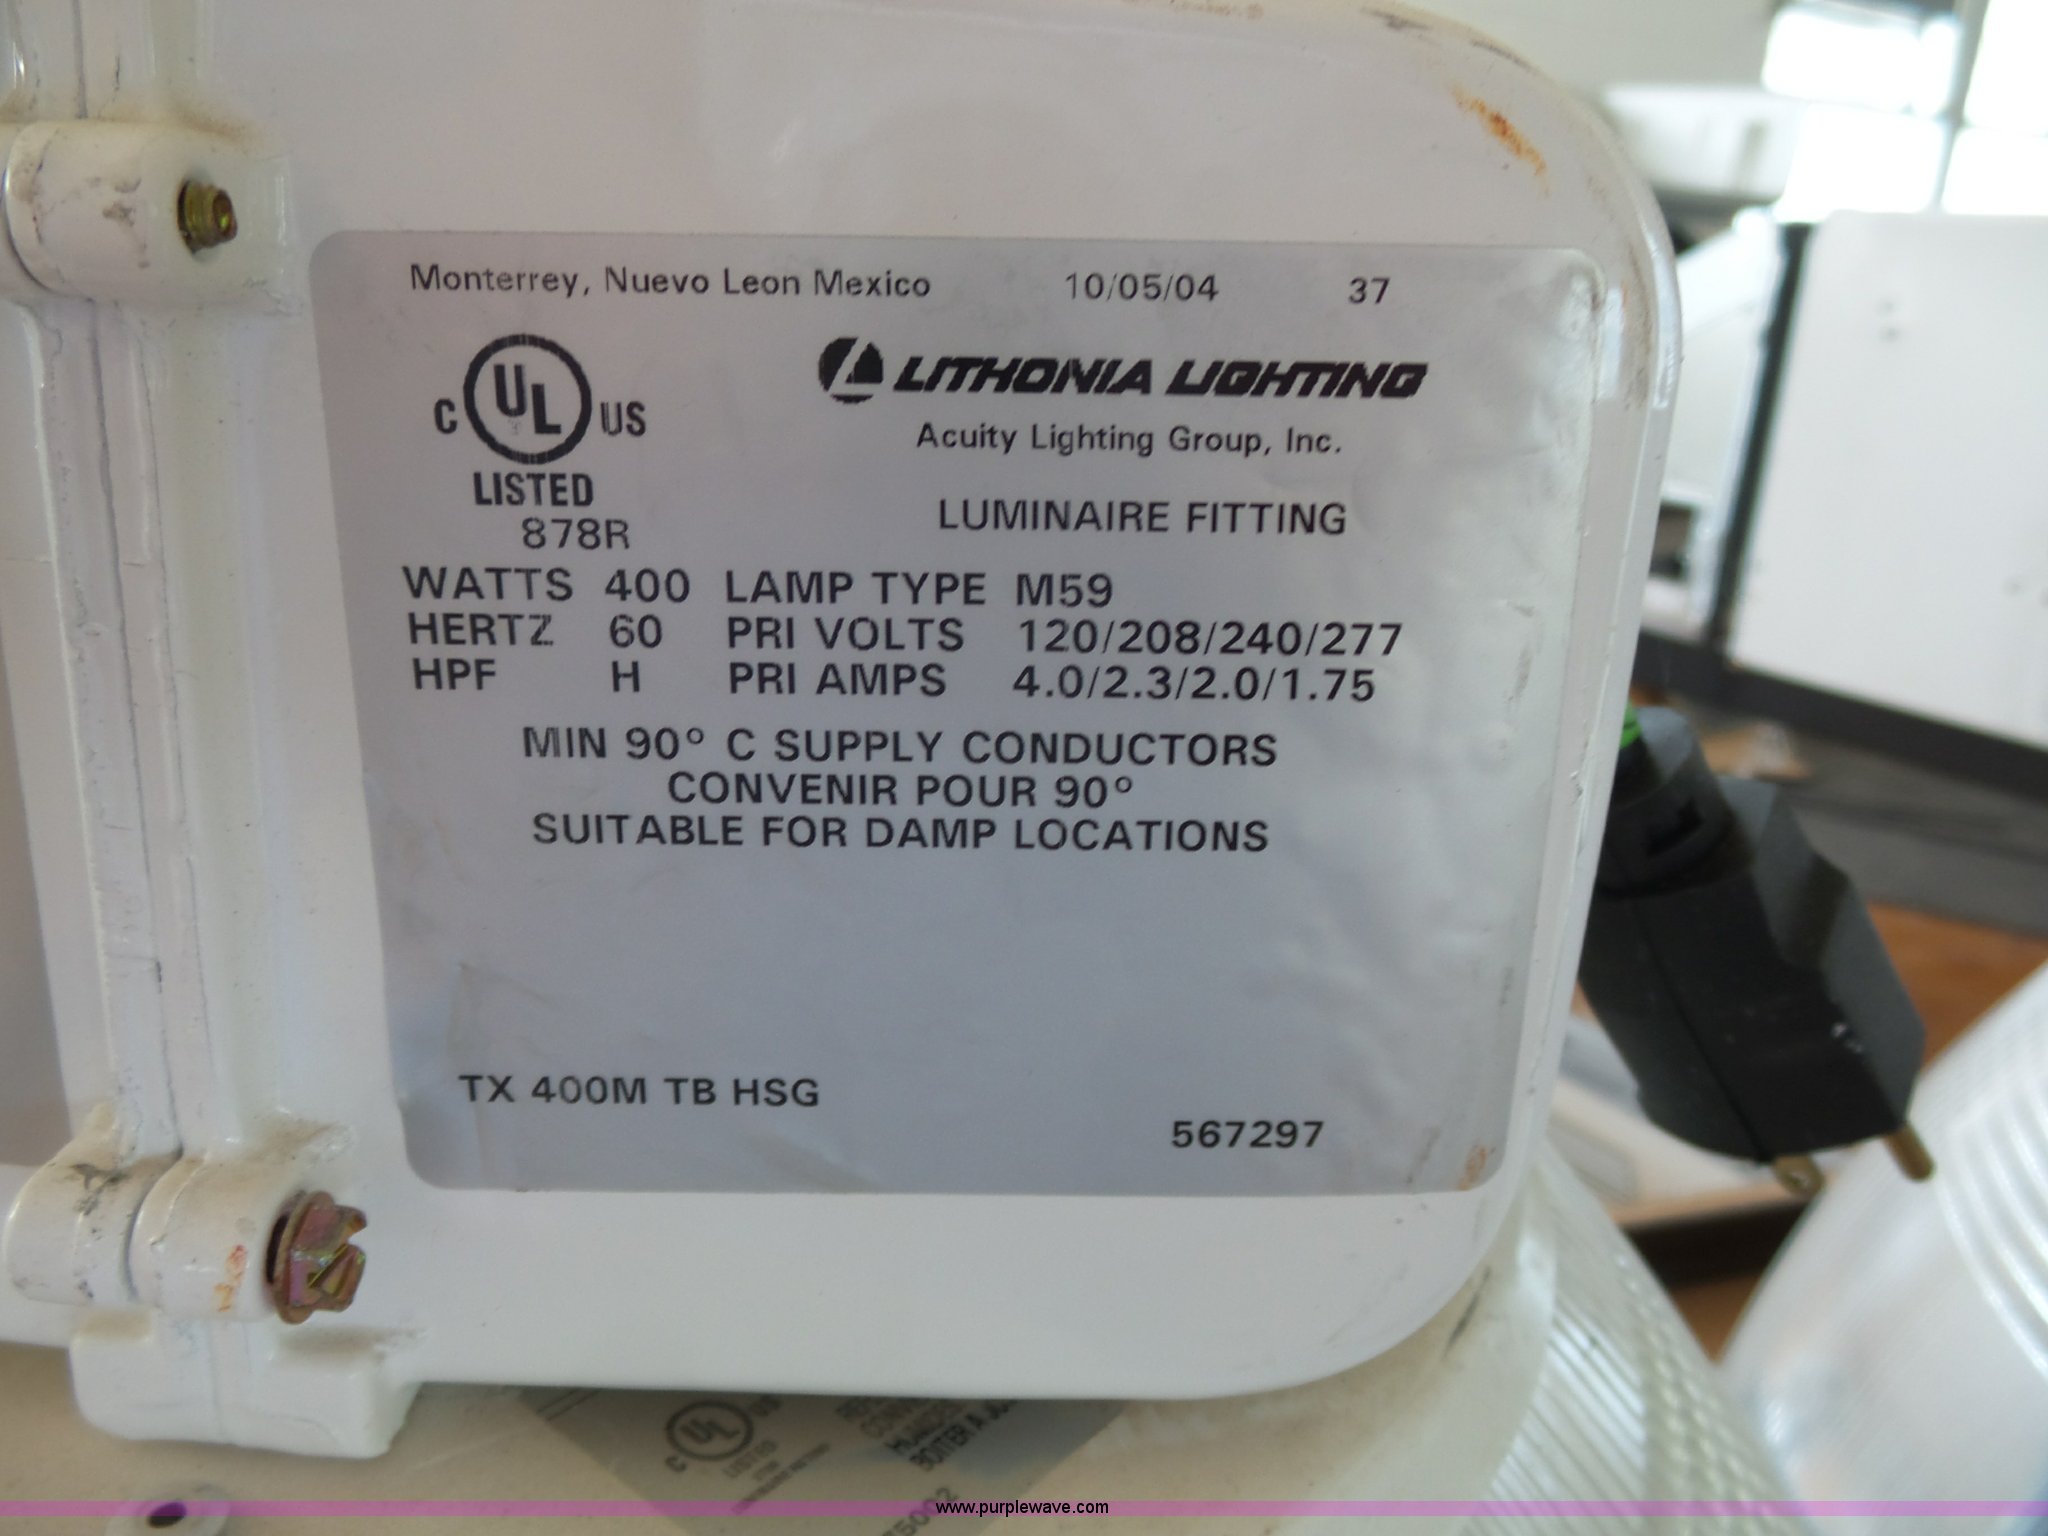 Monterrey, Nuevo Leon Mexico 10/05/04 37
C UL US
LISTED
878R
LITHONIA LIGHTING
Acuity Lighting Group, Inc.
LUMINAIRE FITTING
WATTS 400 LAMP TYPE M59
HERTZ 60 PRI VOLTS 120/208/240/277
HPF H PRI AMPS 4.0/2.3/2.0/1.75
MIN 90° C SUPPLY CONDUCTORS
CONVENIR POUR 90°
SUITABLE FOR DAMP LOCATIONS
TX 400M TB HSG
567297
C UL US
LISTED
www.purplewave.com